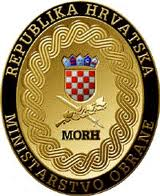 REPUBLIKA HRVATSKA
MORH
MINISTARSTVO OBRANE